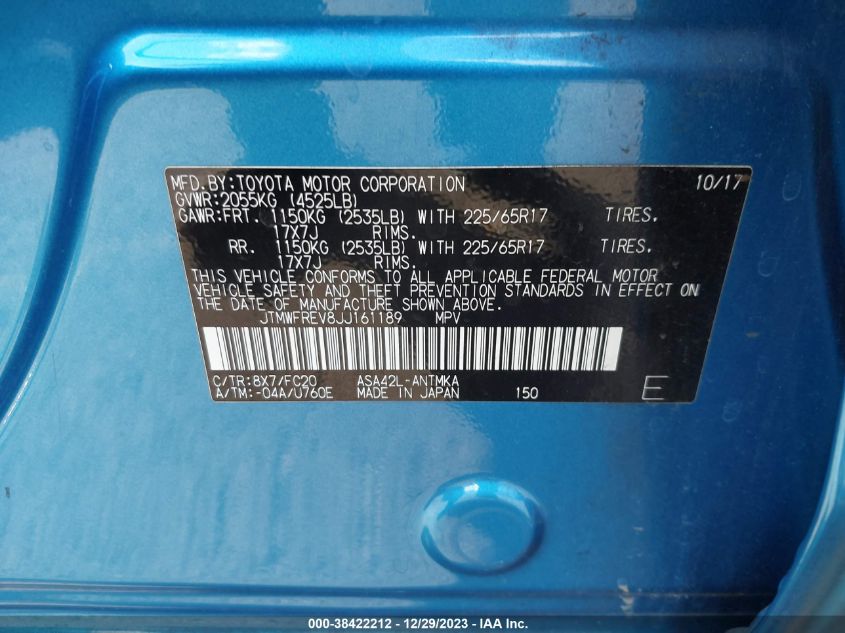 MFD.BY:TOYOTA MOTOR CORPORATION 10/17
GVWR:2055KG (4525LB)
GAWR:FRT. 1150KG (2535LB) WITH 225/65R17 TIRES.
17X7J RIMS.
RR. 1150KG (2535LB) WITH 225/65R17 TIRES.
17X7J RIMS.
THIS VEHICLE CONFORMS TO ALL APPLICABLE FEDERAL MOTOR
VEHICLE SAFETY AND THEFT PREVENTION STANDARDS IN EFFECT ON
THE DATE OF MANUFACTURE SHOWN ABOVE.
JTMWFREV8JJ161189 MPV
C/TR:8X7/FC20 ASA42L-ANTMKA
A/TM:-04A/U760E MADE IN JAPAN 150 E
000-38422212 - 12/29/2023 - IAA Inc.